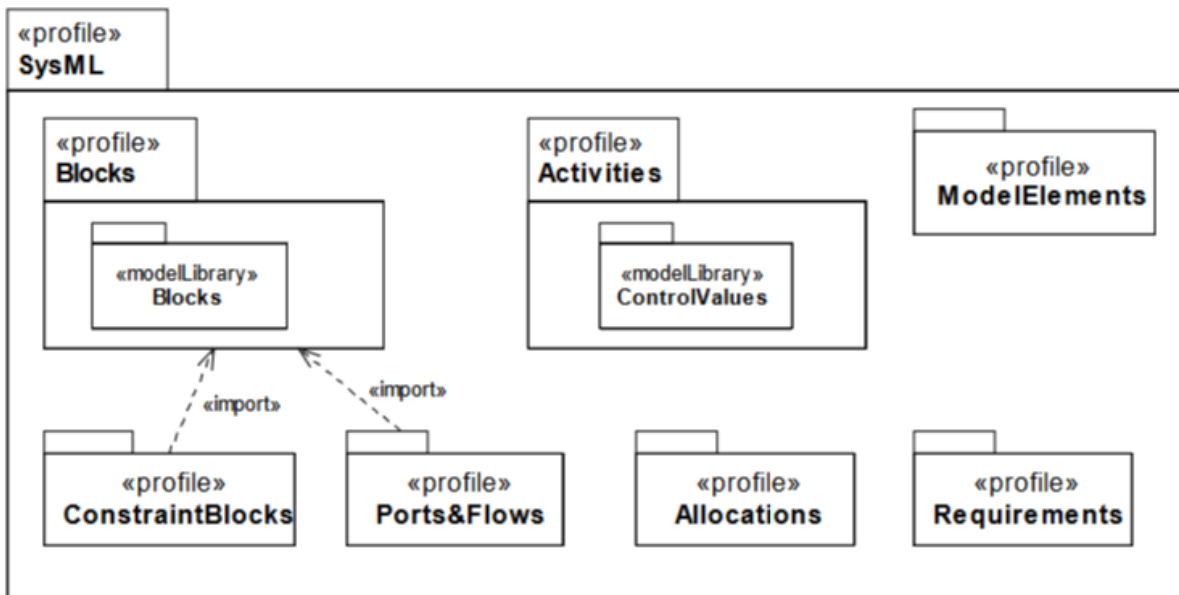 «profile»
SysML
«profile»
Blocks
«modelLibrary»
Blocks
«profile»
Activities
«modelLibrary»
ControlValues
«profile»
ModelElements
«import»
«import»
«profile»
ConstraintBlocks
«profile»
Ports&Flows
«profile»
Allocations
«profile»
Requirements